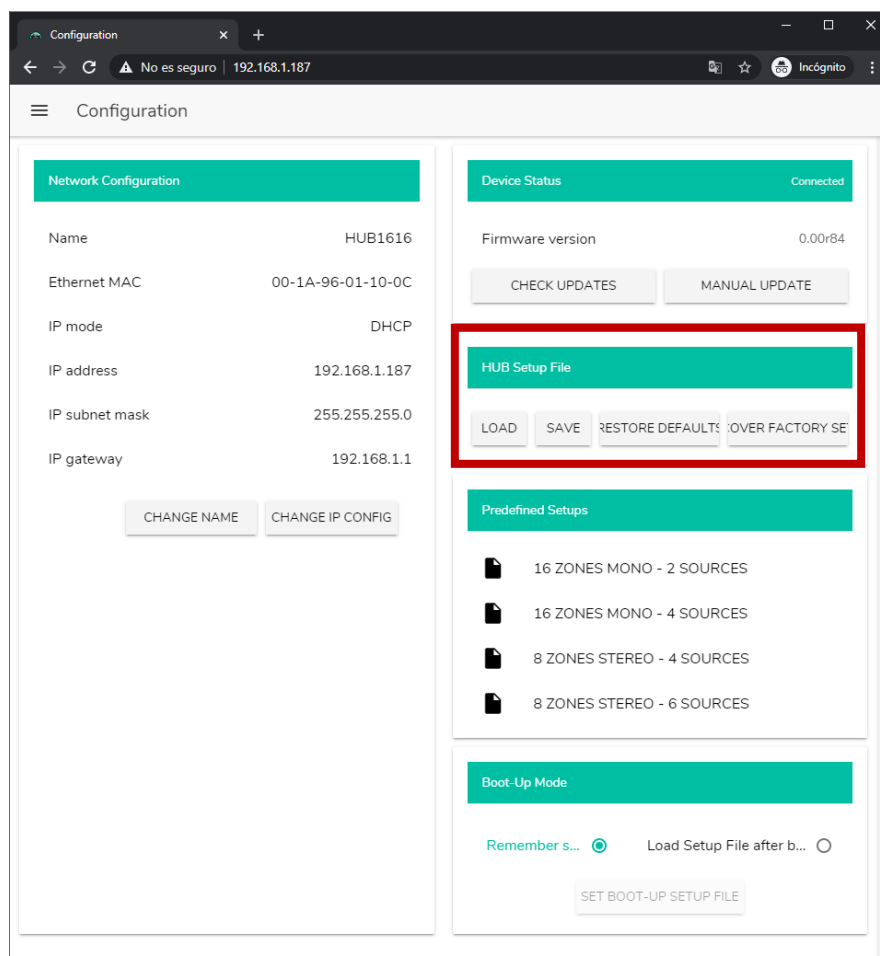 Configuration
No es seguro | 192.168.1.187
Incógnito
Configuration
Network Configuration
Name HUB1616
Ethernet MAC 00-1A-96-01-10-0C
IP mode DHCP
IP address 192.168.1.187
IP subnet mask 255.255.255.0
IP gateway 192.168.1.1
CHANGE NAME CHANGE IP CONFIG
Device Status Connected
Firmware version 0.00r84
CHECK UPDATES MANUAL UPDATE
HUB Setup File
LOAD SAVE RESTORE DEFAULTS COVER FACTORY SE
Predefined Setups
16 ZONES MONO - 2 SOURCES
16 ZONES MONO - 4 SOURCES
8 ZONES STEREO - 4 SOURCES
8 ZONES STEREO - 6 SOURCES
Boot-Up Mode
Remember s... Load Setup File after b...
SET BOOT-UP SETUP FILE